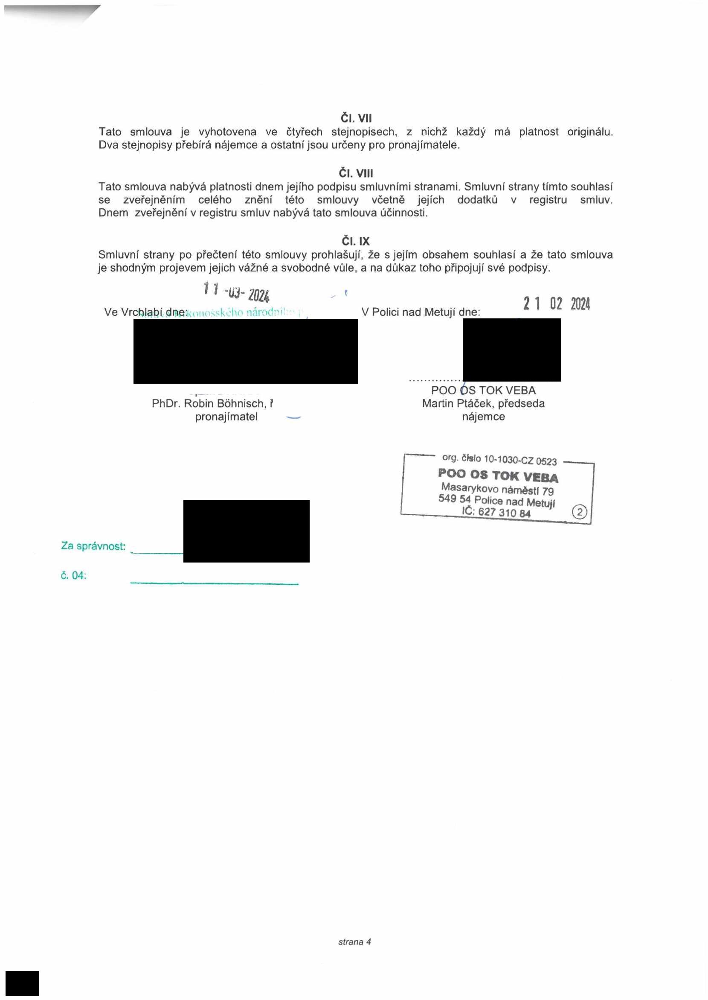 Čl. VII
Tato smlouva je vyhotovena ve čtyřech stejnopisech, z nichž každý má platnost originálu.
Dva stejnopisy přebírá nájemce a ostatní jsou určeny pro pronajímatele.
Čl. VIII
Tato smlouva nabývá platnosti dnem jejího podpisu smluvními stranami. Smluvní strany tímto souhlasí
se zveřejněním celého znění této smlouvy včetně jejích dodatků v registru smluv.
Dnem zveřejnění v registru smluv nabývá tato smlouva účinnosti.
Čl. IX
Smluvní strany po přečtení této smlouvy prohlašují, že s jejím obsahem souhlasí a že tato smlouva
je shodným projevem jejich vážné a svobodné vůle, a na důkaz toho připojují své podpisy.
11 -03- 2024
21 02 2024
Ve Vrchlabí dne:
národního
V Polici nad Metují dne:
POO OS TOK VEBA
PhDr. Robin Böhnisch, ř
Martin Ptáček, předseda
pronajímatel
nájemce
org. číslo 10-1030-CZ 0523
POO OS TOK VEBA
Masarykovo náměstí 79
549 54 Police nad Metují
IČ: 627 310 84
2
Za správnost:
č. 04:
strana 4